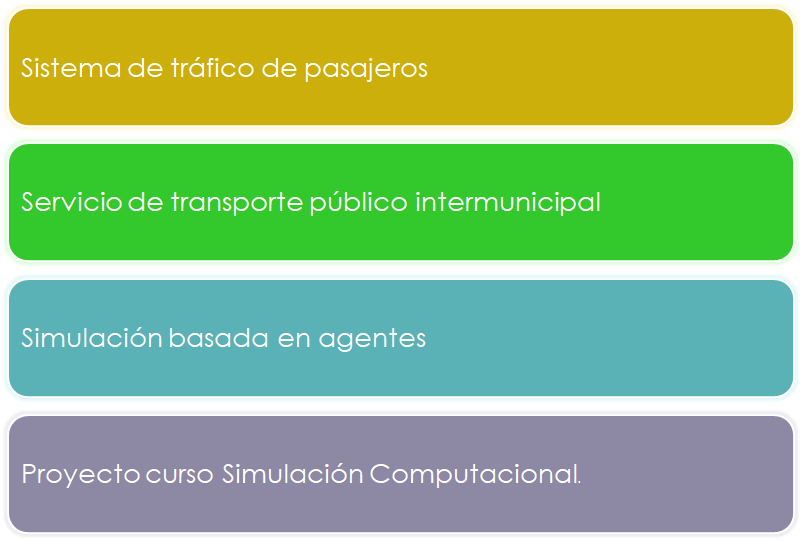 Sistema de tráfico de pasajeros
Servicio de transporte público intermunicipal
Simulación basada en agentes
Proyecto curso Simulación Computacional.